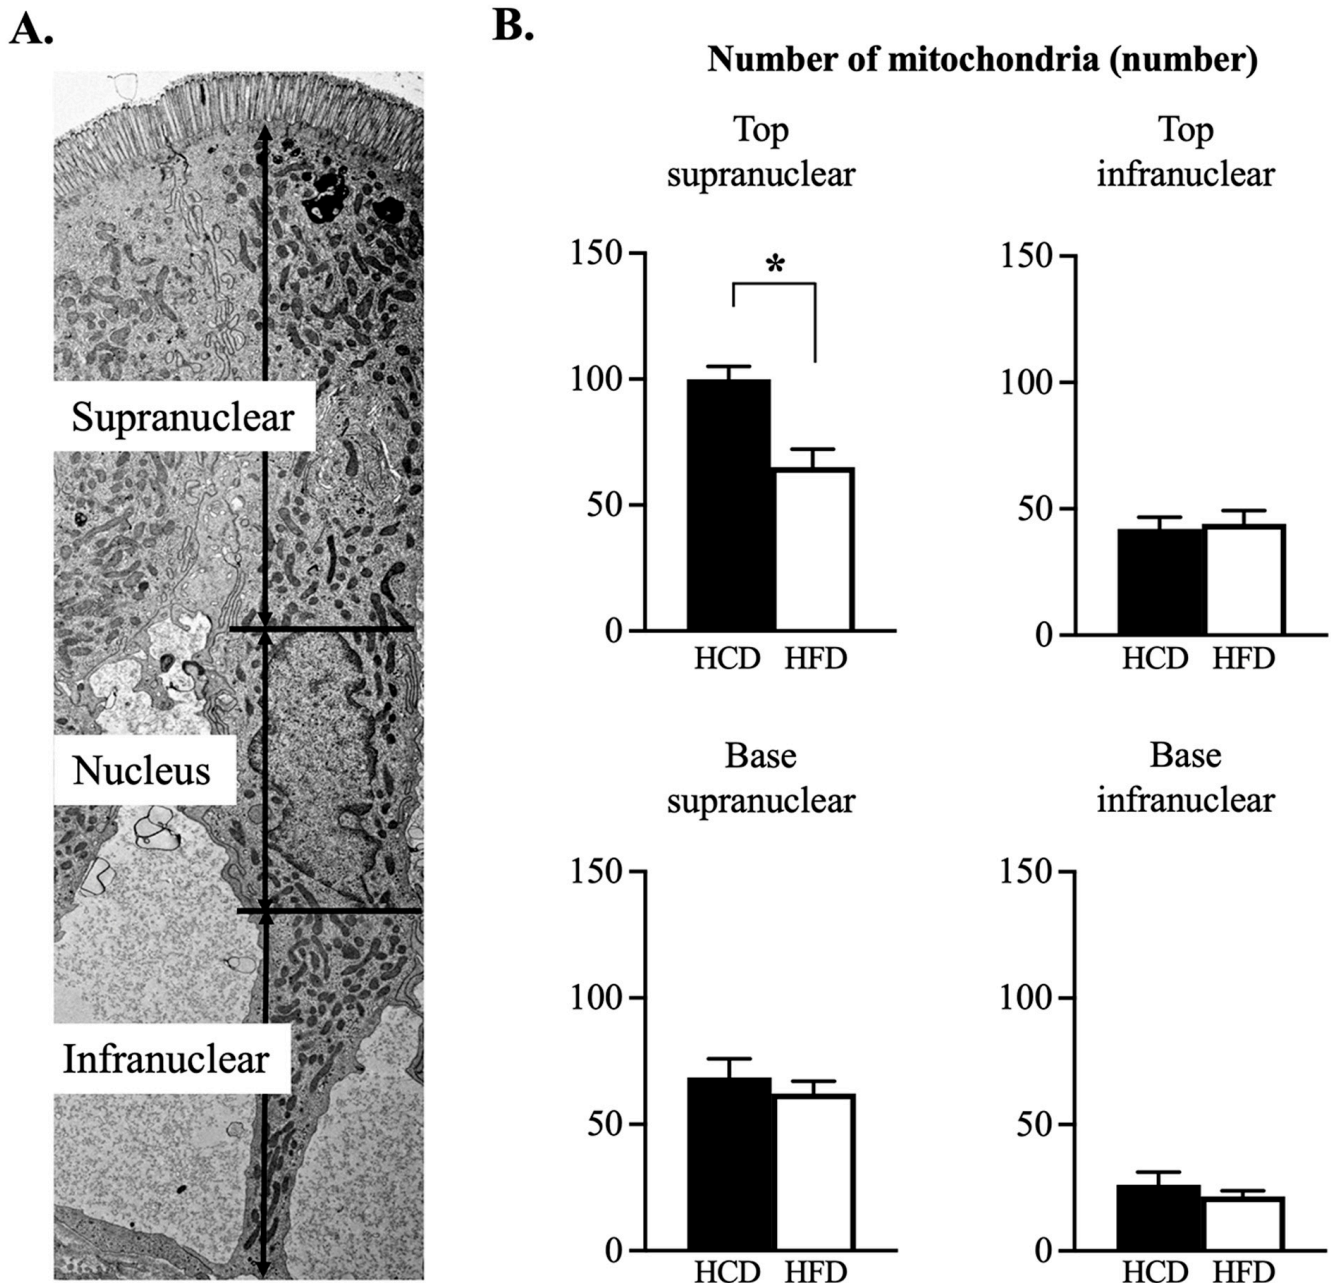 A.
Supranuclear
Nucleus
Infranuclear
B.
Number of mitochondria (number)
Top
supranuclear
150
100
50
0
*
HCD HFD
Top
infranuclear
150
100
50
0
HCD HFD
Base
supranuclear
150
100
50
0
HCD HFD
Base
infranuclear
150
100
50
0
HCD HFD